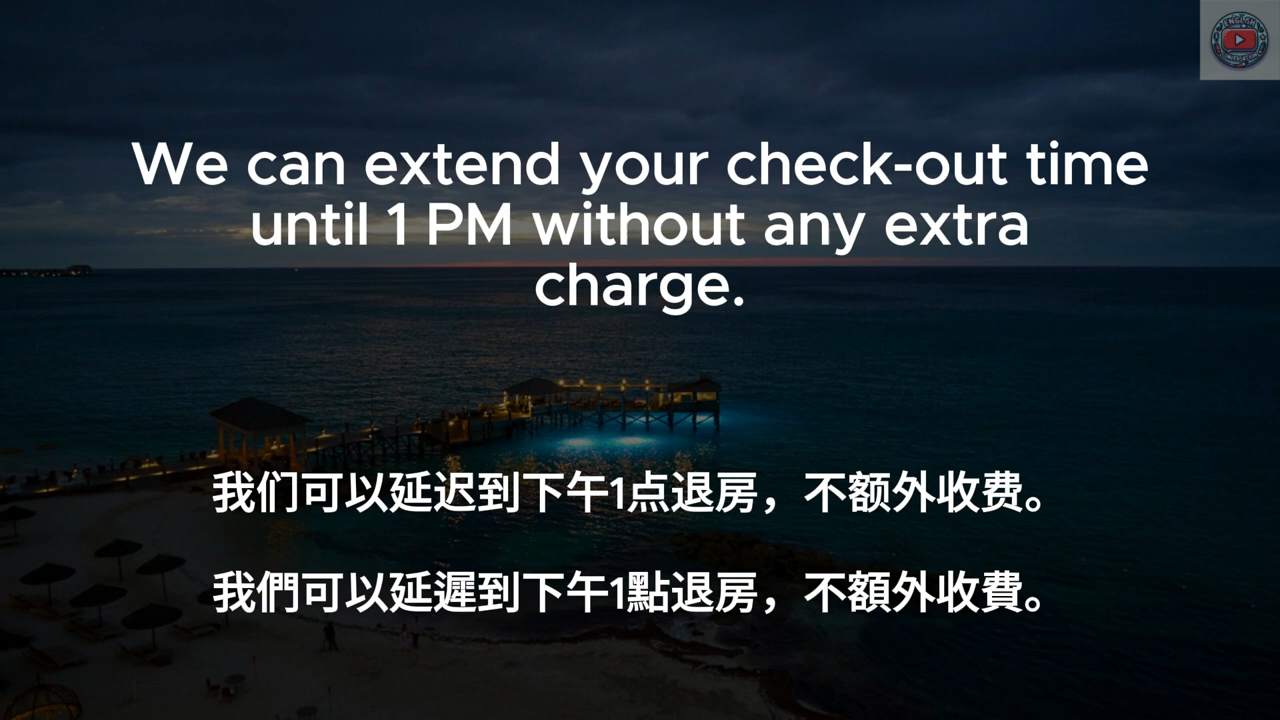 We can extend your check-out time
until 1 PM without any extra
charge.
我们可以延迟到下午1点退房，不额外收费。
我們可以延遲到下午1點退房，不額外收費。